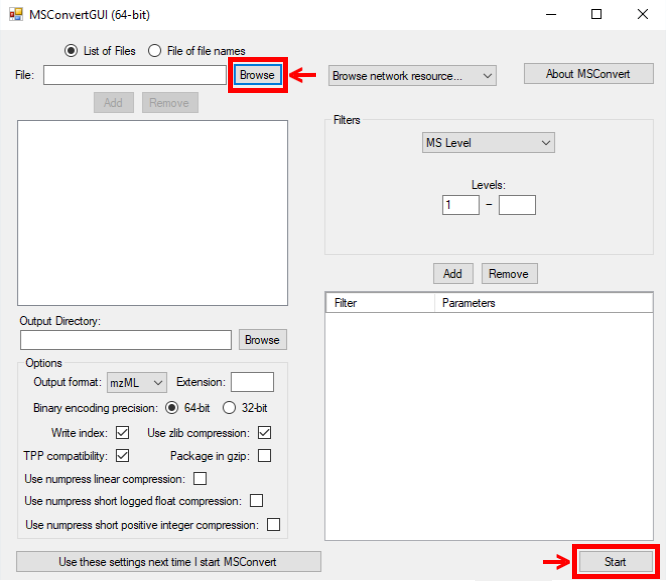 MSConvertGUI (64-bit)
List of Files File of file names
File: Browse Browse network resource... About MSConvert
Add Remove
Filters
MS Level
Levels:
1 -
Add Remove
Filter Parameters
Output Directory:
Browse
Options
Output format: mzML Extension:
Binary encoding precision: 64-bit 32-bit
Write index: Use zlib compression:
TPP compatibility: Package in gzip:
Use numpress linear compression:
Use numpress short logged float compression:
Use numpress short positive integer compression:
Use these settings next time I start MSConvert Start